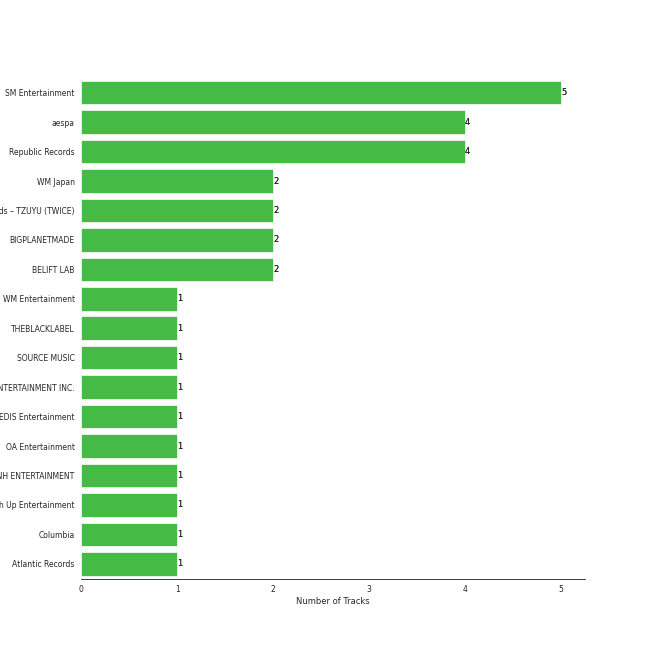 SM Entertainment 5
aespa 4
Republic Records 4
WM Japan 2
– TZUYU (TWICE) 2
BIGPLANETMADE 2
BELIFT LAB 2
WM Entertainment 1
THEBLACKLABEL 1
SOURCE MUSIC 1
NTERTAINMENT INC. 1
EDIS Entertainment 1
OA Entertainment 1
NH ENTERTAINMENT 1
h Up Entertainment 1
Columbia 1
Atlantic Records 1
0 1 2 3 4 5
Number of Tracks